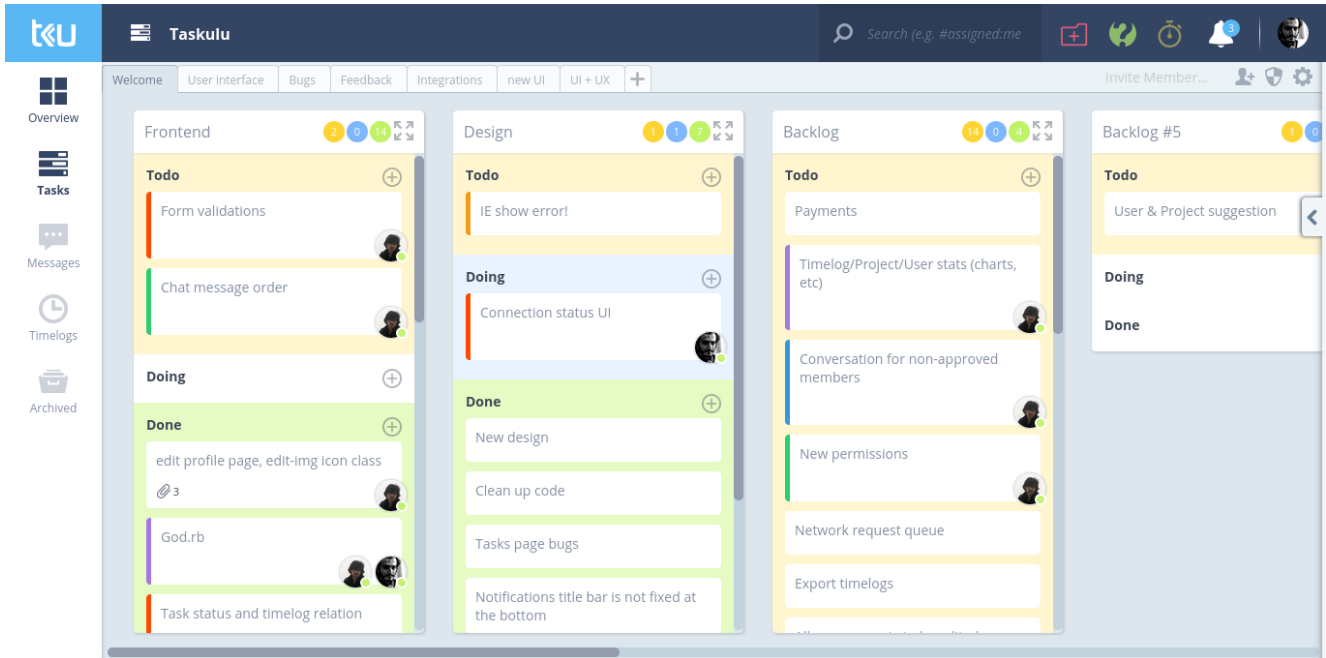 tku
Taskulu
Search (e.g. #assigned:me
3
Welcome
User interface
Bugs
Feedback
Integrations
new UI
UI + UX
Invite Member...
Overview
Tasks
Messages
Timelogs
Archived
Frontend
2 0 14
Todo
Form validations
Chat message order
Doing
Done
edit profile page, edit-img icon class
3
God.rb
Task status and timelog relation
Design
1 1 7
Todo
IE show error!
Doing
Connection status UI
Done
New design
Clean up code
Tasks page bugs
Notifications title bar is not fixed at
the bottom
Backlog
14 0 4
Todo
Payments
Timelog/Project/User stats (charts,
etc)
Conversation for non-approved
members
New permissions
Network request queue
Export timelogs
Backlog #5
1 0
Todo
User & Project suggestion
Doing
Done